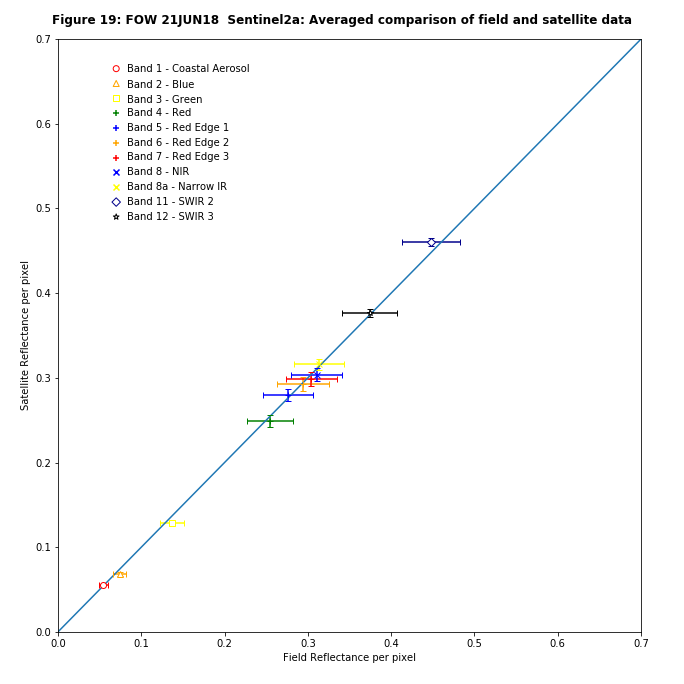 Figure 19: FOW 21JUN18  Sentinel2a: Averaged comparison of field and satellite data
0.7
0.6
0.5
0.4
0.3
0.2
0.1
0.0
Satellite Reflectance per pixel
Band 1 - Coastal Aerosol
Band 2 - Blue
Band 3 - Green
Band 4 - Red
Band 5 - Red Edge 1
Band 6 - Red Edge 2
Band 7 - Red Edge 3
Band 8 - NIR
Band 8a - Narrow IR
Band 11 - SWIR 2
Band 12 - SWIR 3
0.0 0.1 0.2 0.3 0.4 0.5 0.6 0.7
Field Reflectance per pixel